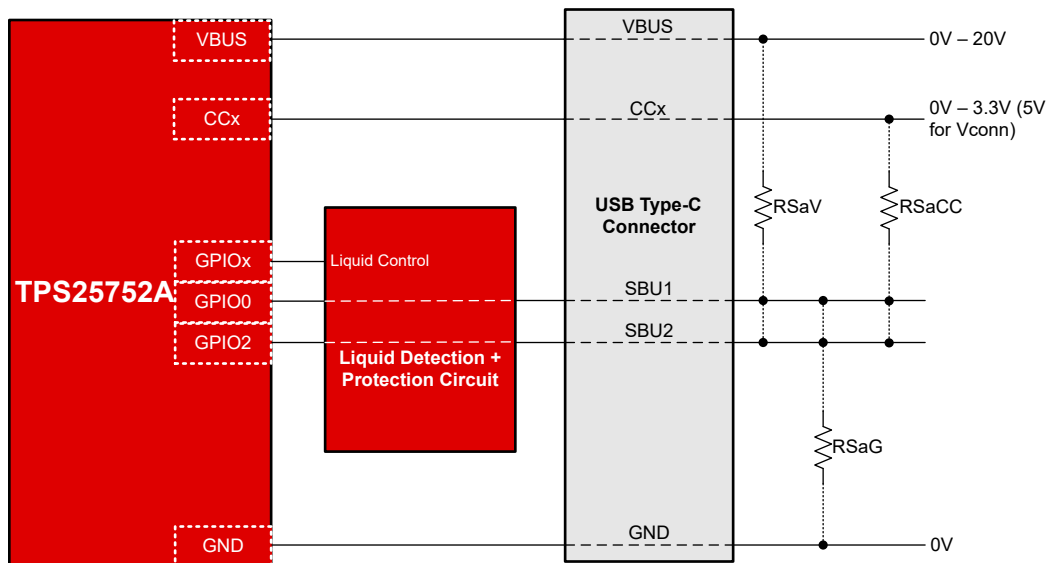 VBUS
VBUS
0V – 20V
CCx
CCx
0V – 3.3V (5V
for Vconn)
USB Type-C
Connector
RSaV
RSaCC
GPIOx
Liquid Control
TPS25752A
GPIO0
SBU1
GPIO2
SBU2
Liquid Detection +
Protection Circuit
RSaG
GND
GND
0V